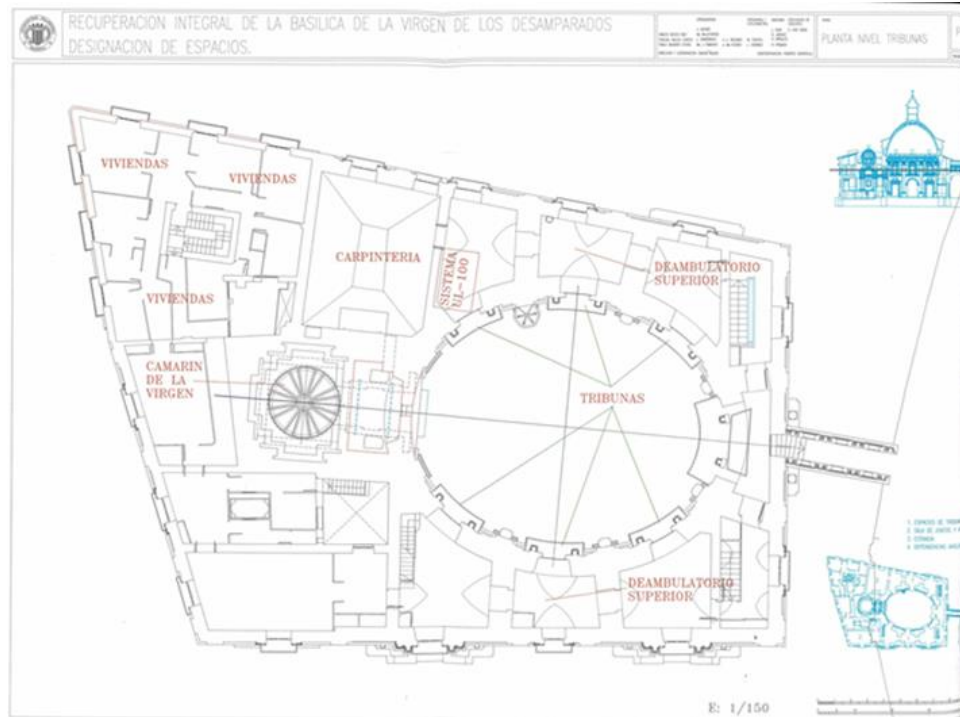 RECUPERACION INTEGRAL DE LA BASILICA DE LA VIRGEN DE LOS DESAMPARADOS
DESIGNACION DE ESPACIOS.
PLANTA NIVEL TRIBUNAS
VIVIENDAS
VIVIENDAS
CARPINTERIA
SISTEMA
UL-100
DEAMBULATORIO
SUPERIOR
VIVIENDAS
CAMARIN
DE LA
VIRGEN
TRIBUNAS
DEAMBULATORIO
SUPERIOR
E: 1/150